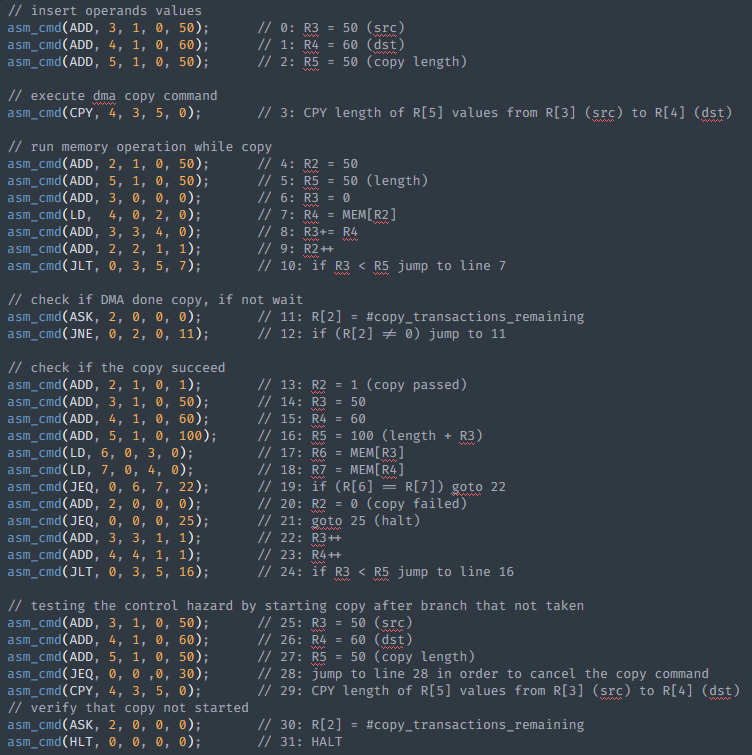 // insert operands values
asm_cmd(ADD, 3, 1, 0, 50);      // 0: R3 = 50 (src)
asm_cmd(ADD, 4, 1, 0, 60);      // 1: R4 = 60 (dst)
asm_cmd(ADD, 5, 1, 0, 50);      // 2: R5 = 50 (copy length)

// execute dma copy command
asm_cmd(CPY, 4, 3, 5, 0);       // 3: CPY length of R[5] values from R[3] (src) to R[4] (dst)

// run memory operation while copy
asm_cmd(ADD, 2, 1, 0, 50);      // 4: R2 = 50
asm_cmd(ADD, 5, 1, 0, 50);      // 5: R5 = 50 (length)
asm_cmd(ADD, 3, 0, 0, 0);       // 6: R3 = 0
asm_cmd(LD,  4, 0, 2, 0);       // 7: R4 = MEM[R2]
asm_cmd(ADD, 3, 3, 4, 0);       // 8: R3+= R4
asm_cmd(ADD, 2, 2, 1, 1);       // 9: R2++
asm_cmd(JLT, 0, 3, 5, 7);       // 10: if R3 < R5 jump to line 7

// check if DMA done copy, if not wait
asm_cmd(ASK, 2, 0, 0, 0);       // 11: R[2] = #copy_transactions_remaining
asm_cmd(JNE, 0, 2, 0, 11);      // 12: if (R[2] != 0) jump to 11

// check if the copy succeed
asm_cmd(ADD, 2, 1, 0, 1);       // 13: R2 = 1 (copy passed)
asm_cmd(ADD, 3, 1, 0, 50);      // 14: R3 = 50
asm_cmd(ADD, 4, 1, 0, 60);      // 15: R4 = 60
asm_cmd(ADD, 5, 1, 0, 100);     // 16: R5 = 100 (length + R3)
asm_cmd(LD, 6, 0, 3, 0);        // 17: R6 = MEM[R3]
asm_cmd(LD, 7, 0, 4, 0);        // 18: R7 = MEM[R4]
asm_cmd(JEQ, 0, 6, 7, 22);      // 19: if (R[6] == R[7]) goto 22
asm_cmd(ADD, 2, 0, 0, 0);       // 20: R2 = 0 (copy failed)
asm_cmd(JEQ, 0, 0, 0, 25);      // 21: goto 25 (halt)
asm_cmd(ADD, 3, 3, 1, 1);       // 22: R3++
asm_cmd(ADD, 4, 4, 1, 1);       // 23: R4++
asm_cmd(JLT, 0, 3, 5, 16);      // 24: if R3 < R5 jump to line 16

// testing the control hazard by starting copy after branch that not taken
asm_cmd(ADD, 3, 1, 0, 50);      // 25: R3 = 50 (src)
asm_cmd(ADD, 4, 1, 0, 60);      // 26: R4 = 60 (dst)
asm_cmd(ADD, 5, 1, 0, 50);      // 27: R5 = 50 (copy length)
asm_cmd(JEQ, 0, 0 ,0, 30);      // 28: jump to line 28 in order to cancel the copy command
asm_cmd(CPY, 4, 3, 5, 0);       // 29: CPY length of R[5] values from R[3] (src) to R[4] (dst)
// verify that copy not started
asm_cmd(ASK, 2, 0, 0, 0);       // 30: R[2] = #copy_transactions_remaining
asm_cmd(HLT, 0, 0, 0, 0);       // 31: HALT